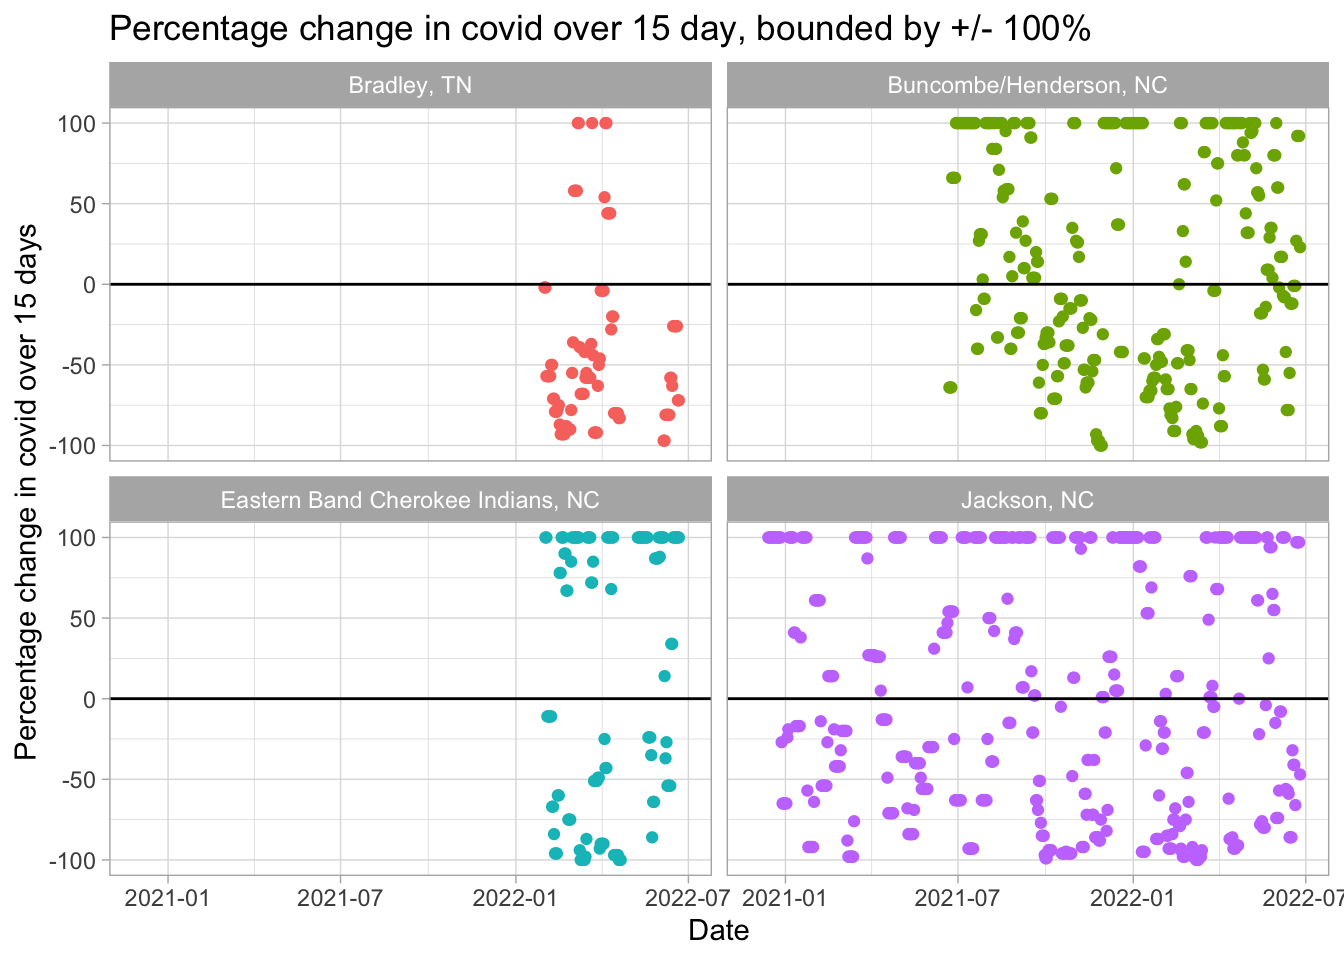 Percentage change in covid over 15 day, bounded by +/- 100%
Bradley, TN
Buncombe/Henderson, NC
100
50
0
-50
-100
Eastern Band Cherokee Indians, NC
Jackson, NC
100
50
0
-50
-100
Percentage change in covid over 15 days
2021-01
2021-07
2022-01
2022-07
2021-01
2021-07
2022-01
2022-07
Date